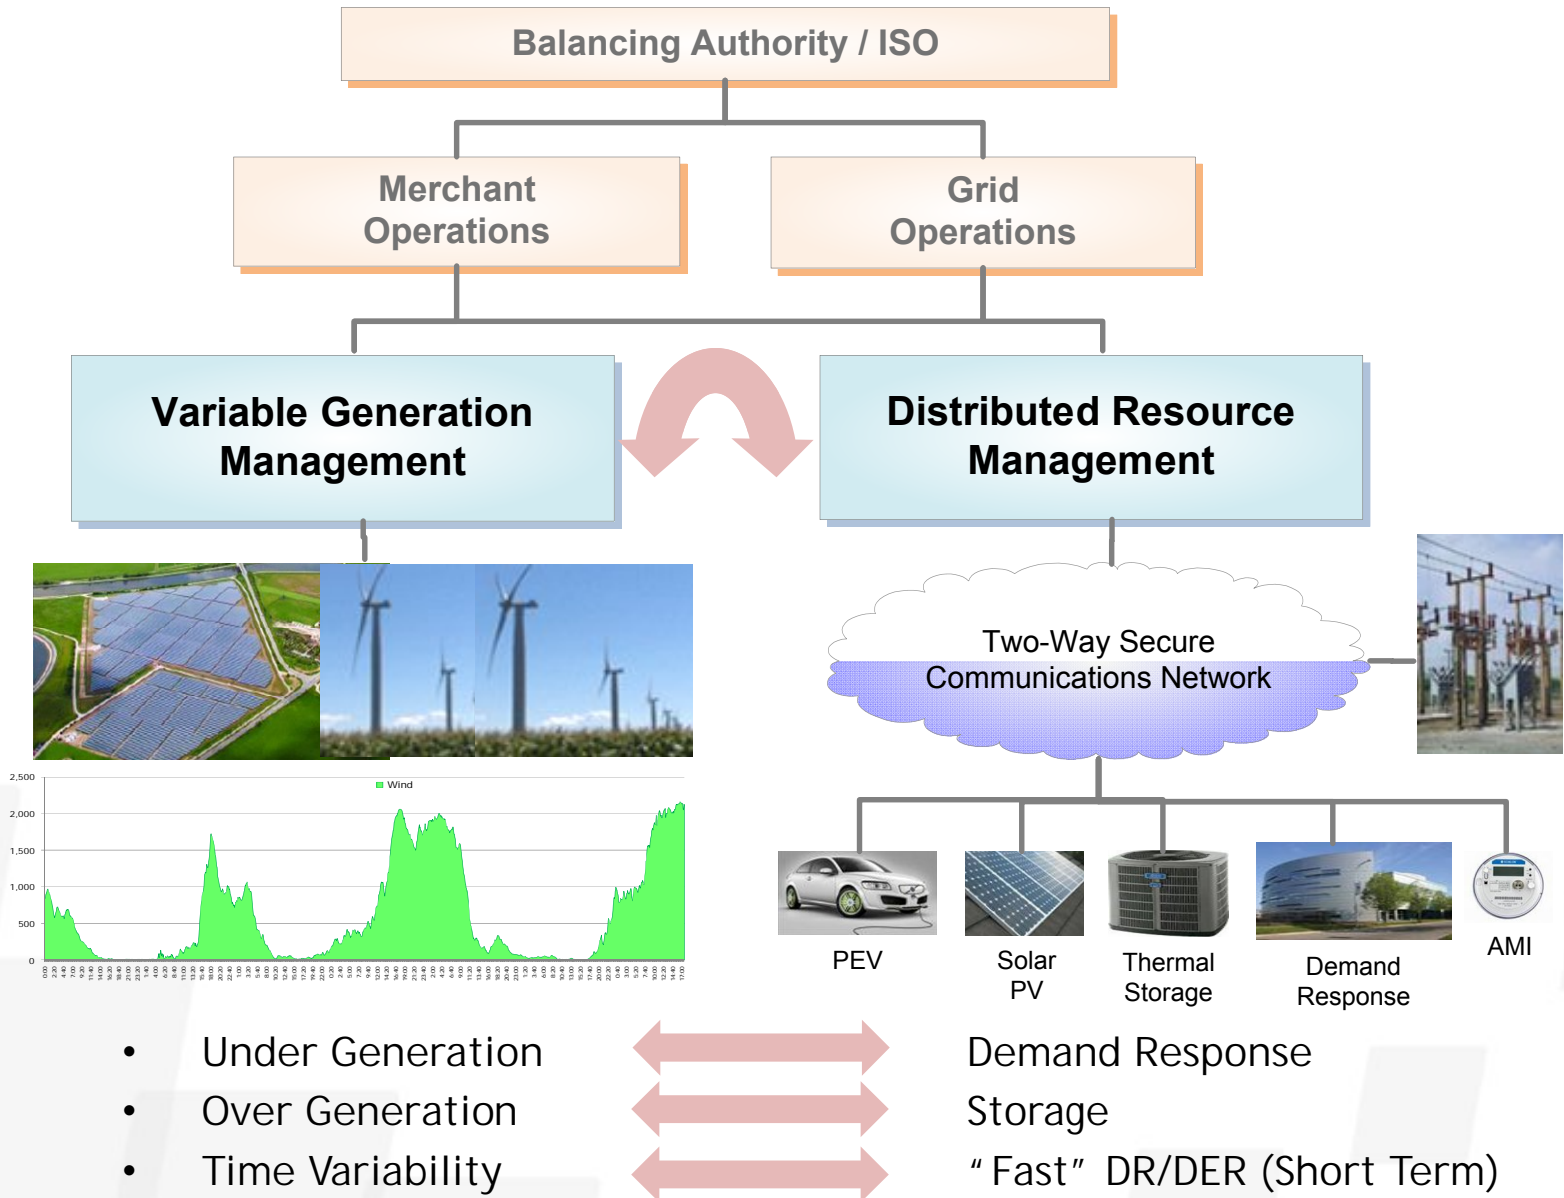 Balancing Authority / ISO
Merchant
Operations
Grid
Operations
Variable Generation
Management
Distributed Resource
Management
Two-Way Secure
Communications Network
2,500
2,000
1,500
1,000
500
0
Wind
PEV
Solar
PV
Thermal
Storage
Demand
Response
AMI
• Under Generation
Demand Response
• Over Generation
Storage
• Time Variability
“Fast” DR/DER (Short Term)